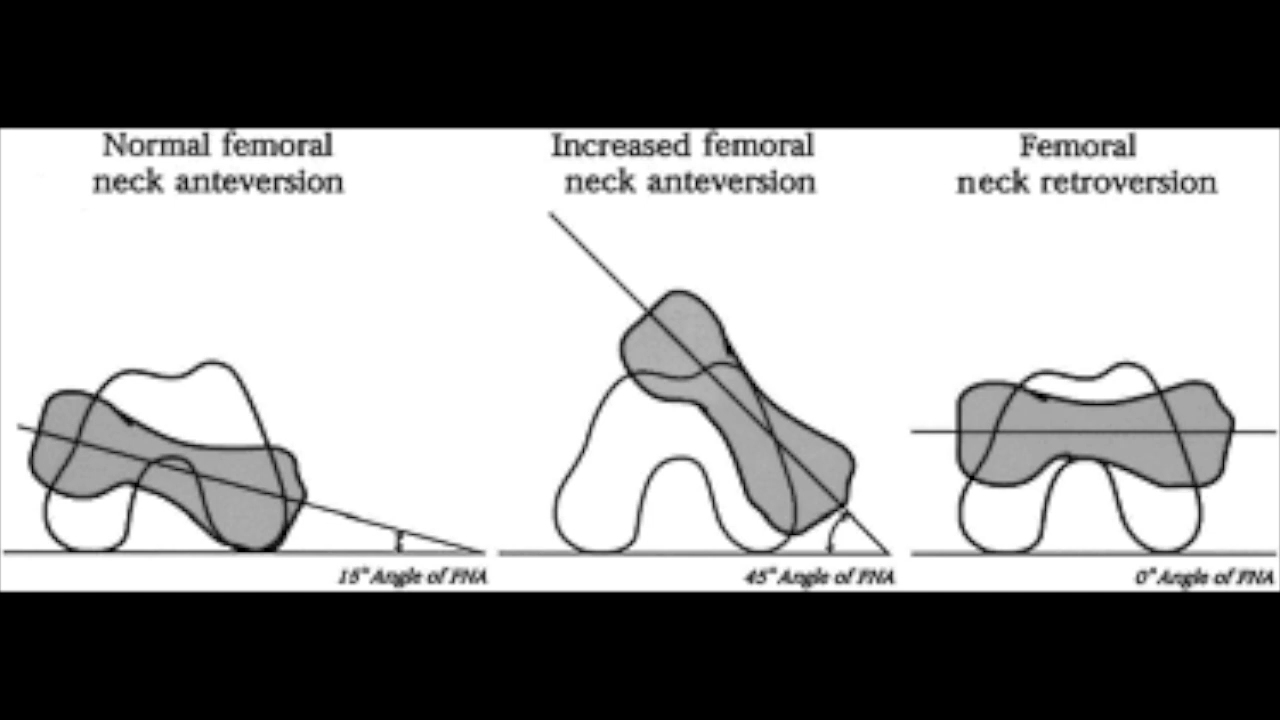 Normal femoral
neck anteversion
Increased femoral
neck anteversion
Femoral
neck retroversion
15° Angle of FNA
45° Angle of FNA
0° Angle of FNA